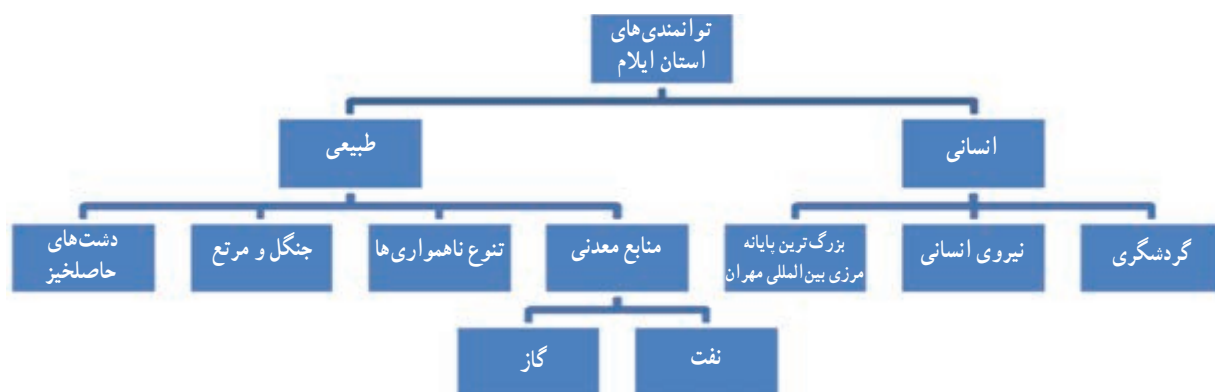 توانمندی‌های
استان ایلام
انسانی
طبیعی
گردشگری
نیروی انسانی
بزرگ‌ترین پایانه
مرزی بین‌المللی مهران
منابع معدنی
تنوع ناهمواری‌ها
جنگل و مرتع
دشت‌های
حاصلخیز
نفت
گاز